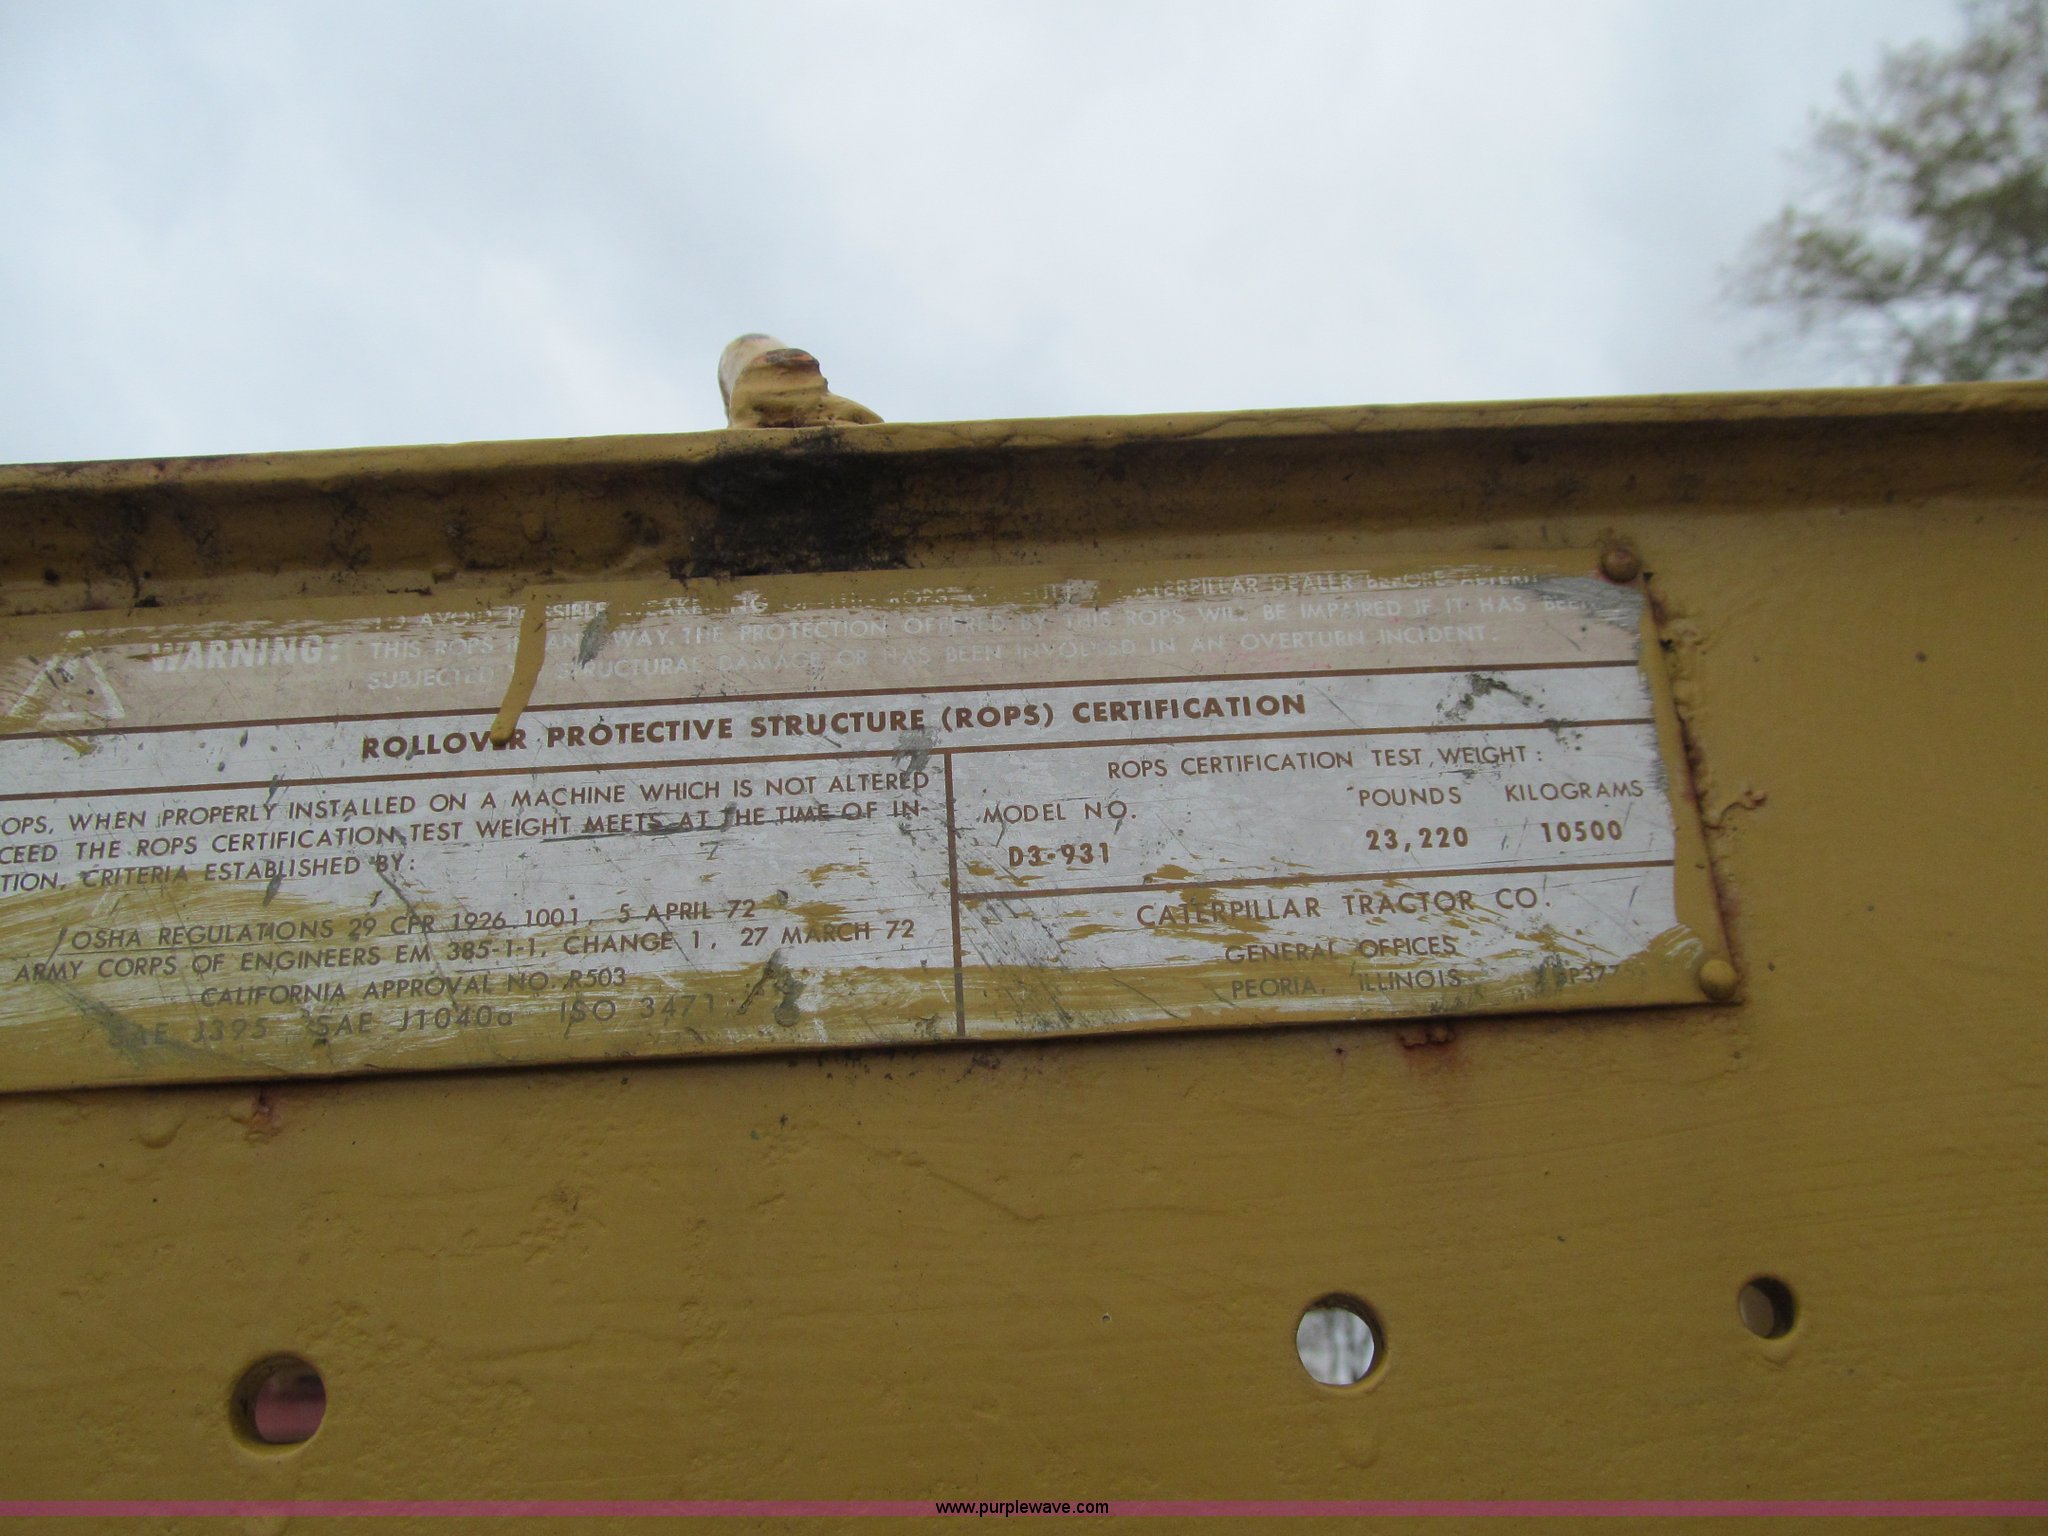 WARNING!
TO AVOID POSSIBLE WEAKENING OF THIS ROPS CONSULT A CATERPILLAR DEALER BEFORE ALTERING
THIS ROPS IN ANY WAY. THE PROTECTION OFFERED BY THIS ROPS WILL BE IMPAIRED IF IT HAS BEEN
SUBJECTED TO STRUCTURAL DAMAGE OR HAS BEEN INVOLVED IN AN OVERTURN INCIDENT.
ROLLOVER PROTECTIVE STRUCTURE (ROPS) CERTIFICATION
OPS, WHEN PROPERLY INSTALLED ON A MACHINE WHICH IS NOT ALTERED
CEED THE ROPS CERTIFICATION TEST WEIGHT MEETS AT THE TIME OF IN-
TION, CRITERIA ESTABLISHED BY:
OSHA REGULATIONS 29 CFR 1926.1001, 5 APRIL 72
ARMY CORPS OF ENGINEERS EM 385-1-1, CHANGE 1, 27 MARCH 72
CALIFORNIA APPROVAL NO. R503
SAE J395 SAE J1040a ISO 3471
ROPS CERTIFICATION TEST WEIGHT:
MODEL NO. POUNDS KILOGRAMS
D3-931 23,220 10500
CATERPILLAR TRACTOR CO.
GENERAL OFFICES
PEORIA, ILLINOIS
www.purplewave.com